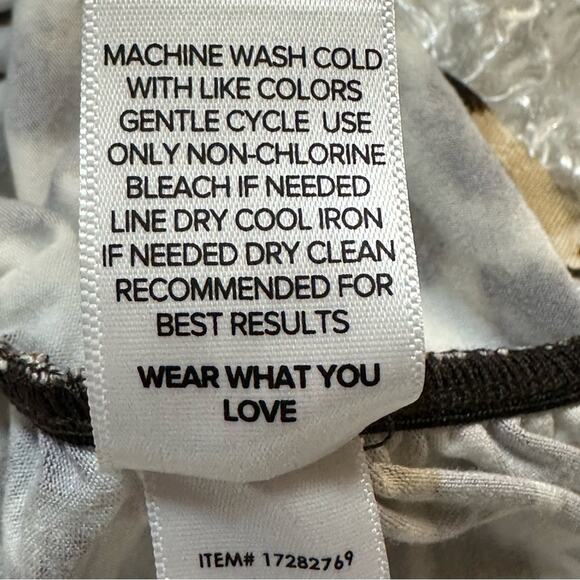 MACHINE WASH COLD
WITH LIKE COLORS
GENTLE CYCLE USE
ONLY NON-CHLORINE
BLEACH IF NEEDED
LINE DRY COOL IRON
IF NEEDED DRY CLEAN
RECOMMENDED FOR
BEST RESULTS
WEAR WHAT YOU
LOVE
ITEM# 17282769